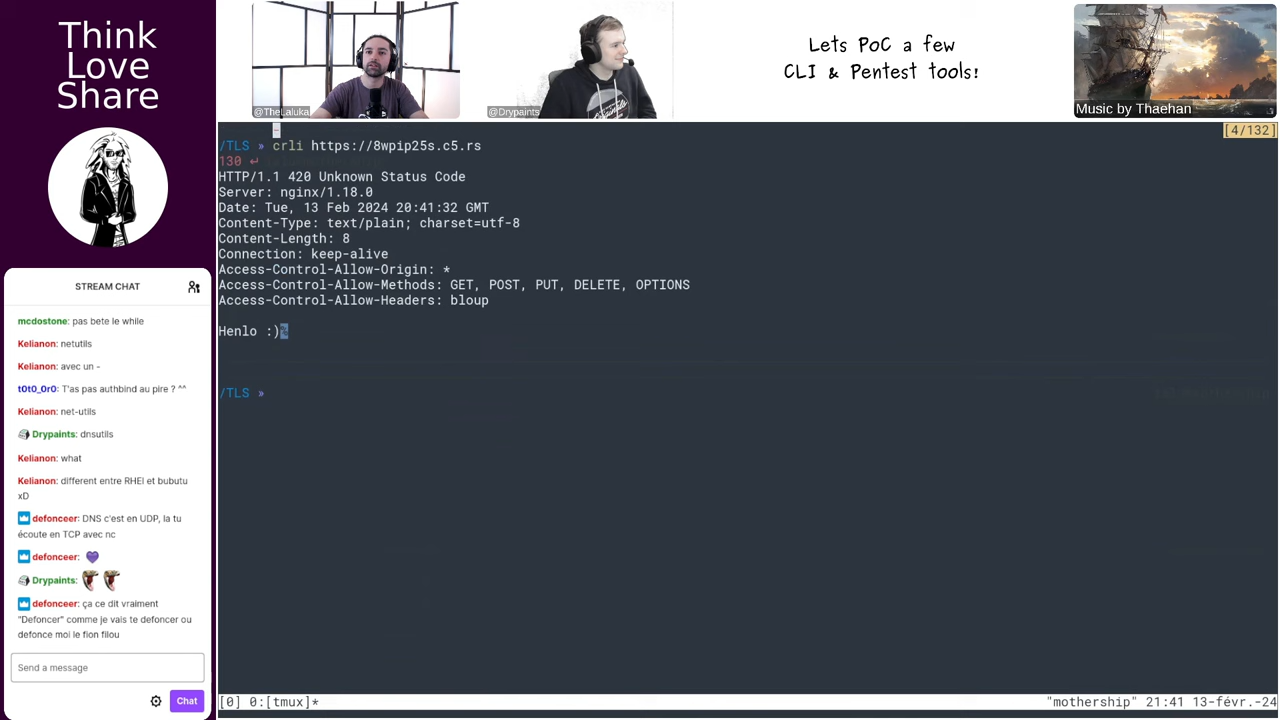 Think
Love
Share
@TheLaluka
@Drypaints
Lets PoC a few
CLI & Pentest tools!
Music by Thaehan
[4/132]
/TLS » crli https://8wpip25s.c5.rs
130 ↵
HTTP/1.1 420 Unknown Status Code
Server: nginx/1.18.0
Date: Tue, 13 Feb 2024 20:41:32 GMT
Content-Type: text/plain; charset=utf-8
Content-Length: 8
Connection: keep-alive
Access-Control-Allow-Origin: *
Access-Control-Allow-Methods: GET, POST, PUT, DELETE, OPTIONS
Access-Control-Allow-Headers: bloup
Henlo :)%
/TLS »
[0] 0:[tmux]*
"mothership" 21:41 13-févr.-24
STREAM CHAT
mcdostone: pas bete le while
Kelianon: netutils
Kelianon: avec un -
t0t0_0r0: T'as pas authbind au pire ? ^^
Kelianon: net-utils
Drypaints: dnsutils
Kelianon: what
Kelianon: different entre RHEl et bubutu
xD
defonceer: DNS c'est en UDP, la tu
écoute en TCP avec nc
defonceer: 💜
Drypaints:
defonceer: ça ce dit vraiment
"Defoncer" comme je vais te defoncer ou
defonce moi le fion filou
Send a message
Chat